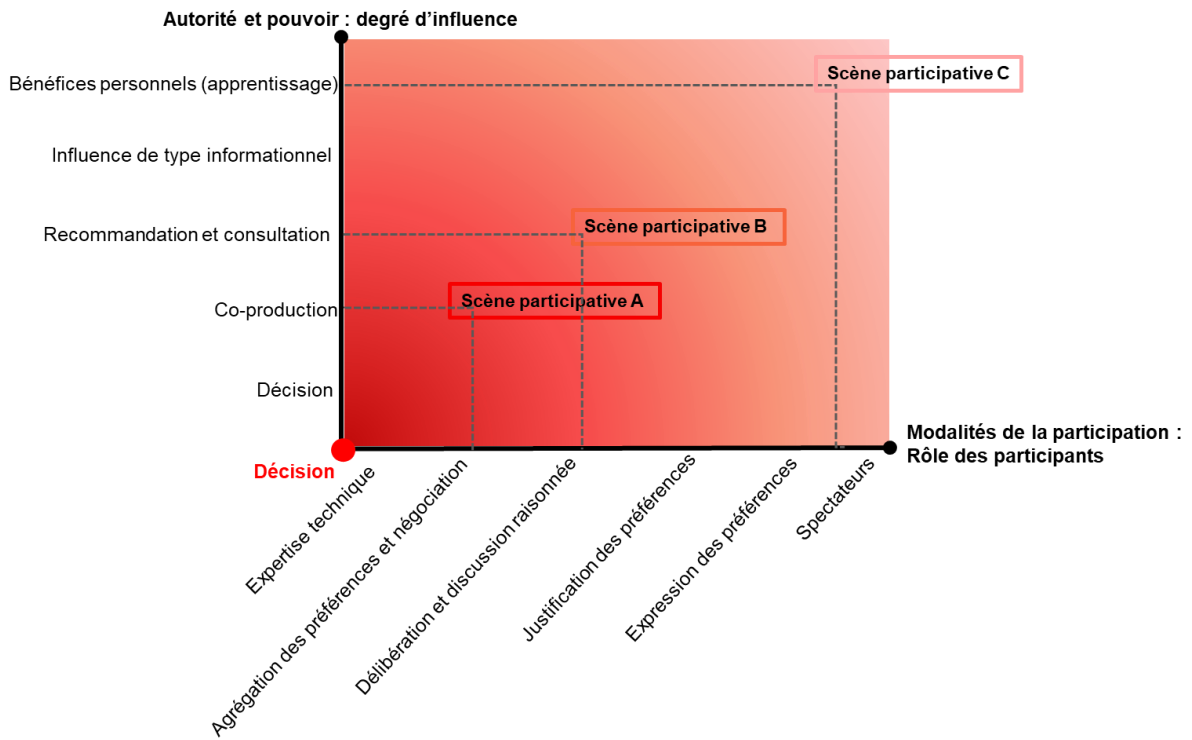 Autorité et pouvoir : degré d’influence
Bénéfices personnels (apprentissage)
Scène participative C
Influence de type informationnel
Recommandation et consultation
Scène participative B
Co-production
Scène participative A
Décision
Décision
Modalités de la participation :
Rôle des participants
Expertise technique
Agrégation des préférences et négociation
Délibération et discussion raisonnée
Justification des préférences
Expression des préférences
Spectateurs